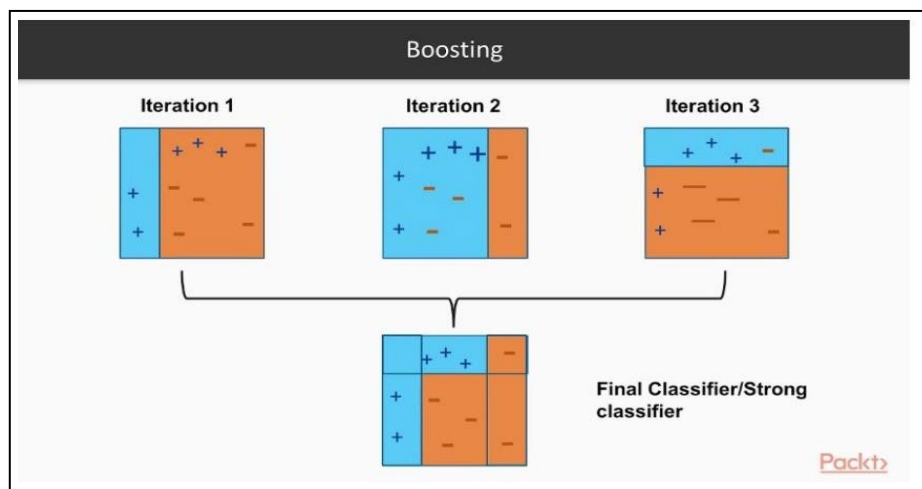 Boosting
Iteration 1
Iteration 2
Iteration 3
Final Classifier/Strong
classifier
Packt>